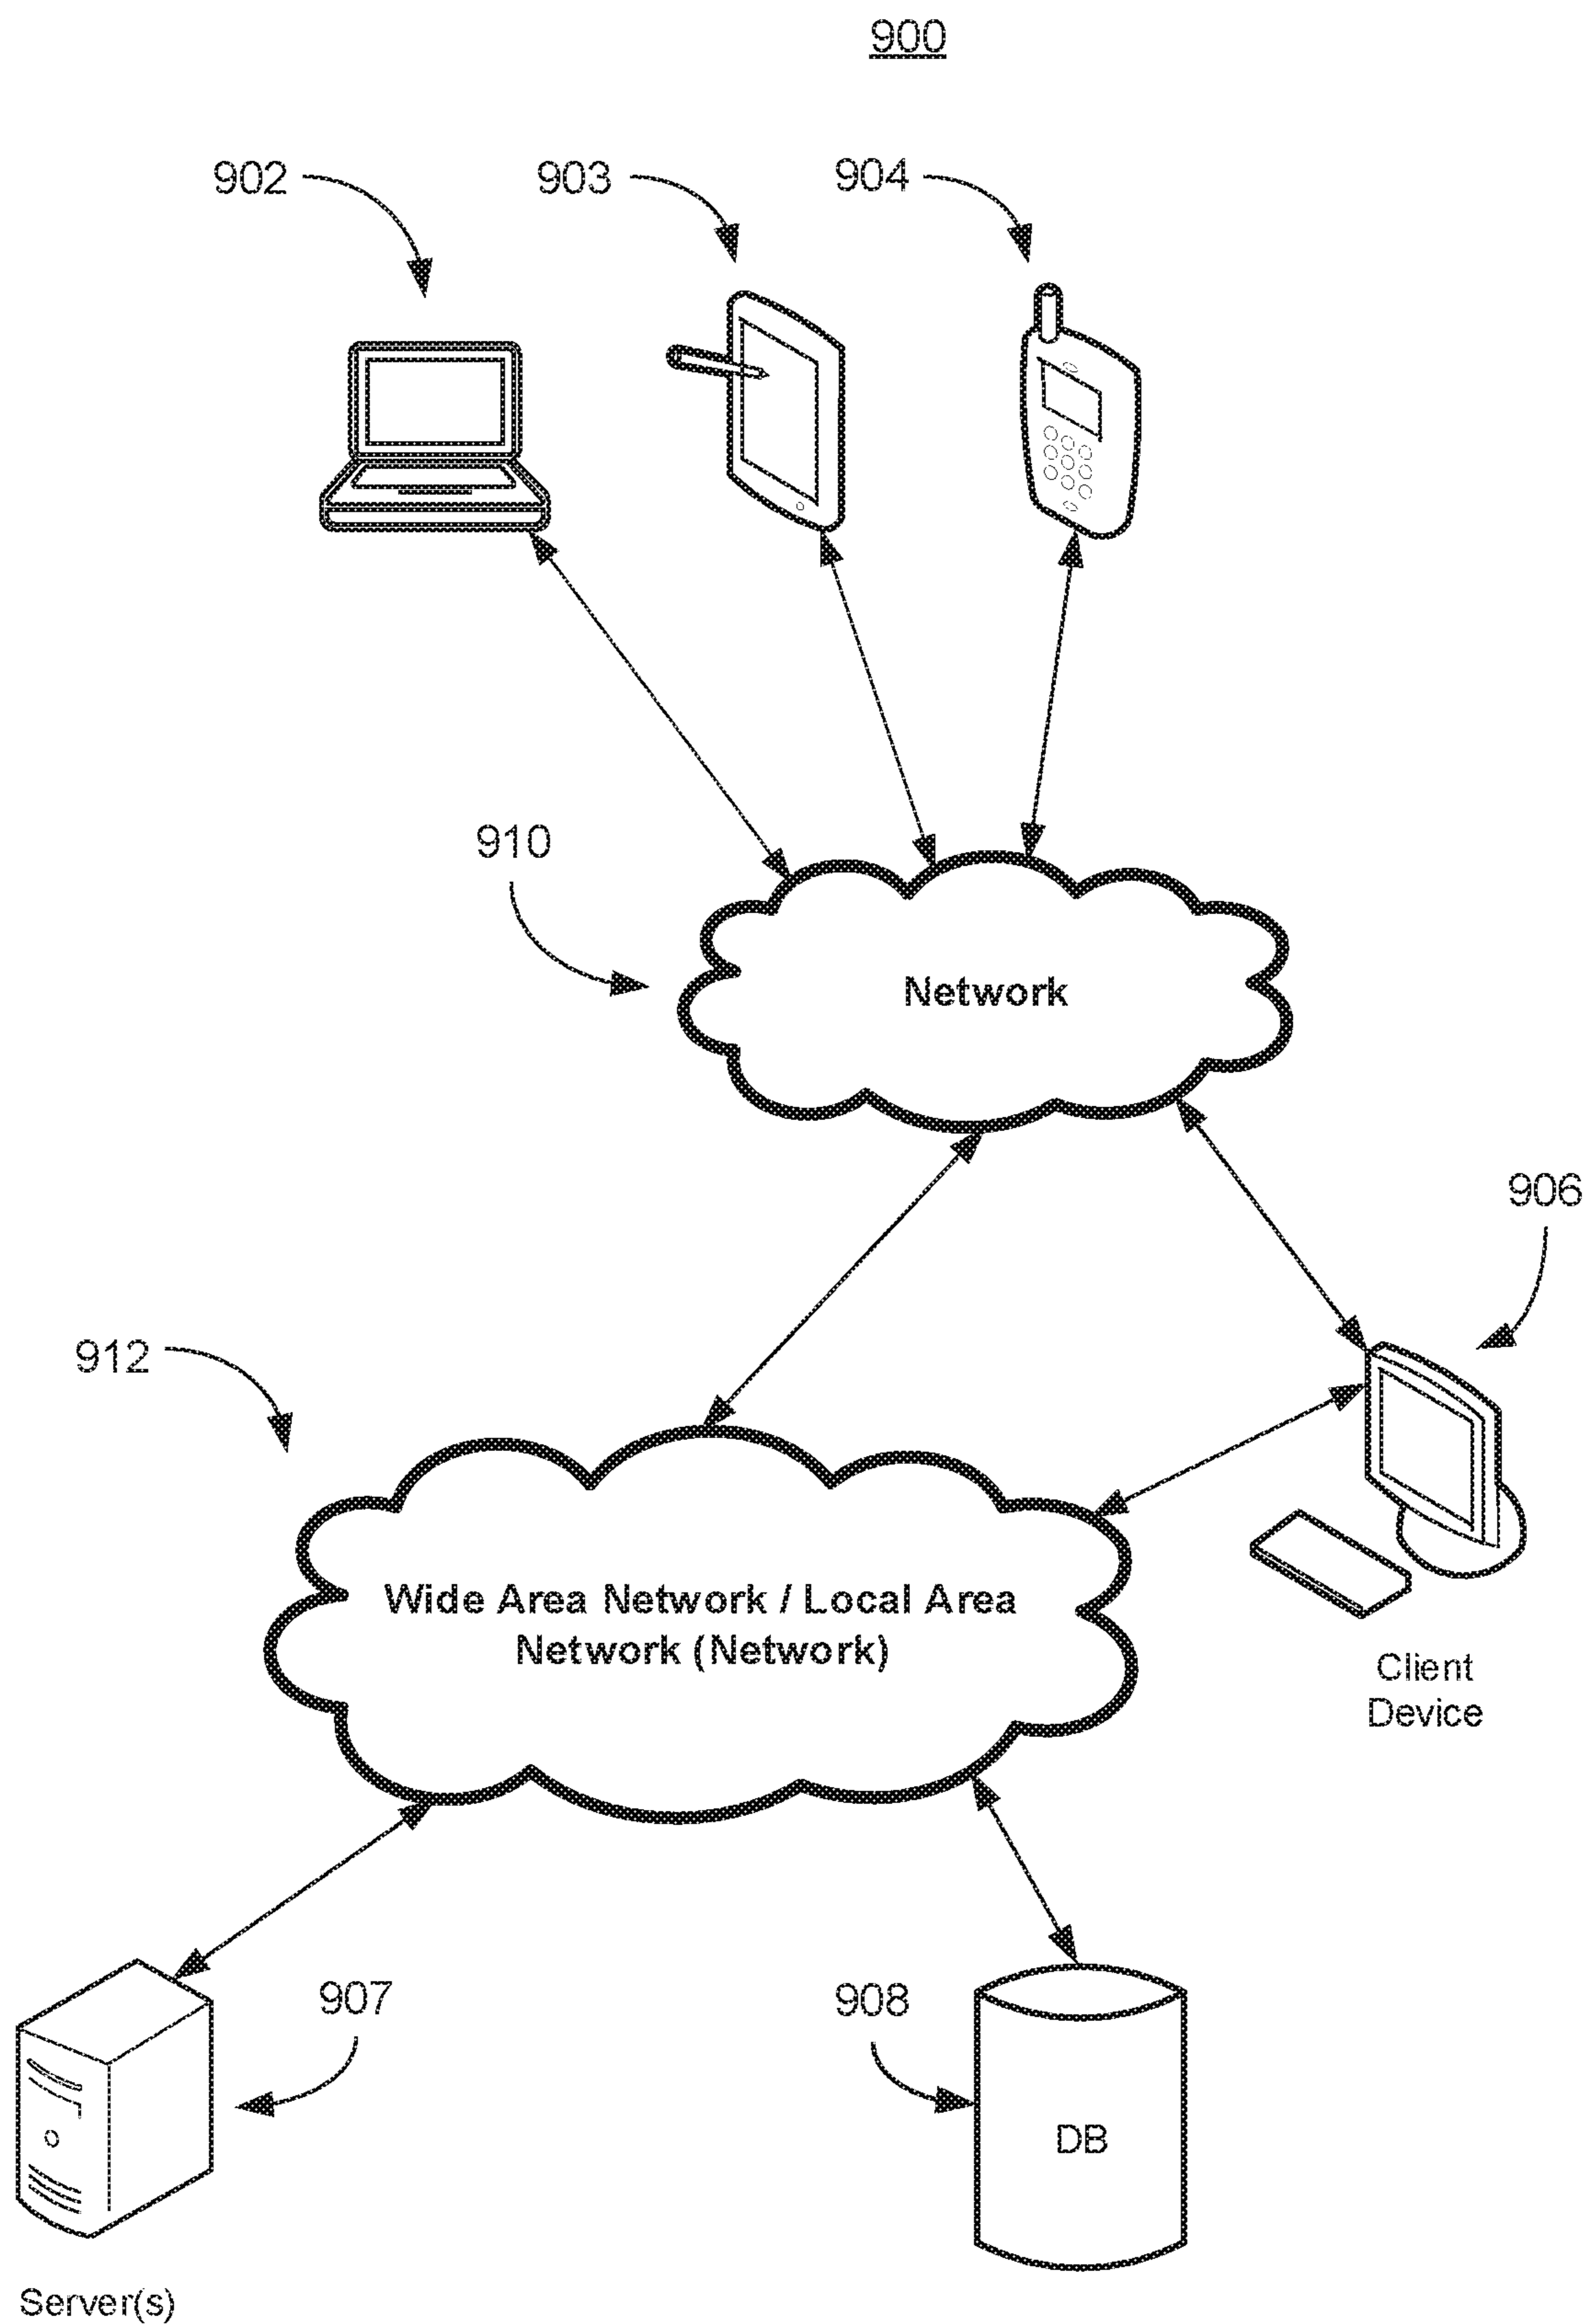 900
902
903
904
910
Network
906
912
Wide Area Network / Local Area
Network (Network)
Client
Device
907
908
DB
Server(s)